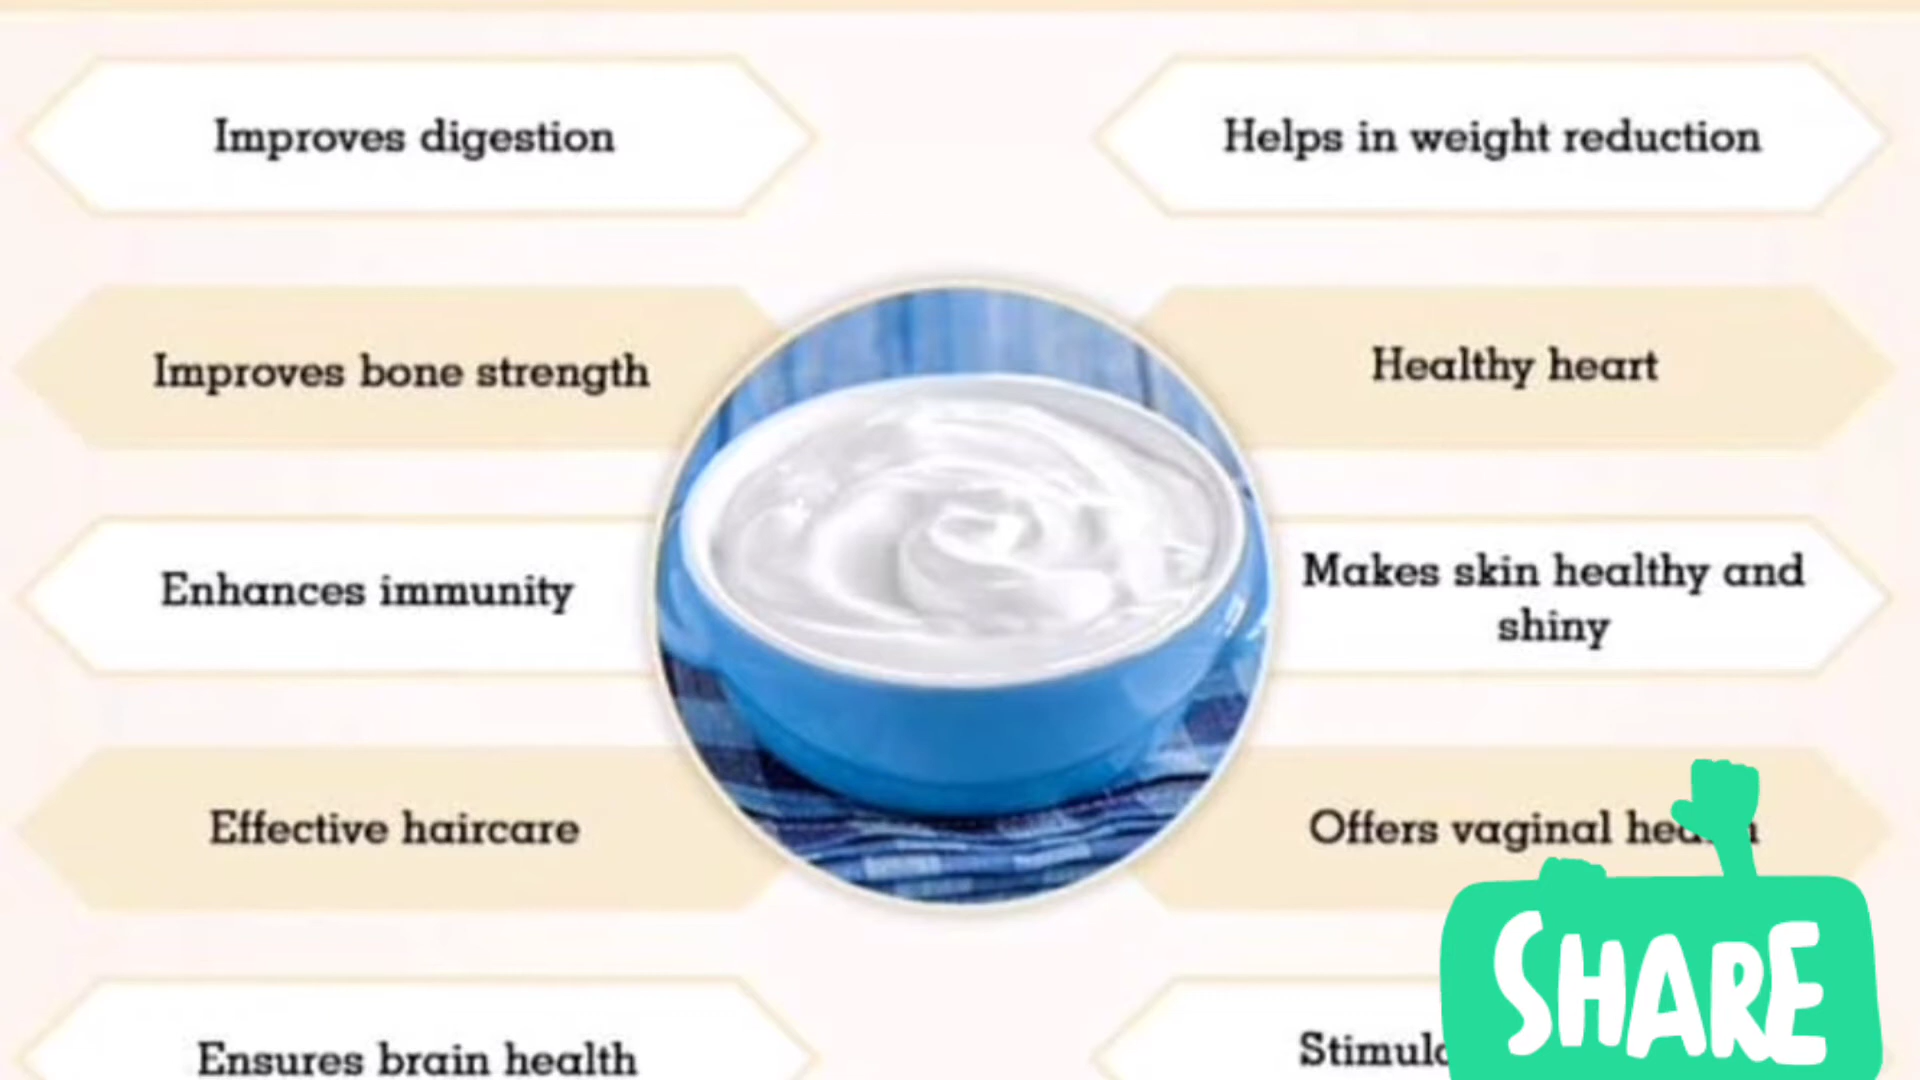 Improves digestion
Helps in weight reduction
Improves bone strength
Healthy heart
Enhances immunity
Makes skin healthy and
shiny
Effective haircare
Offers vaginal health
Ensures brain health
SHARE